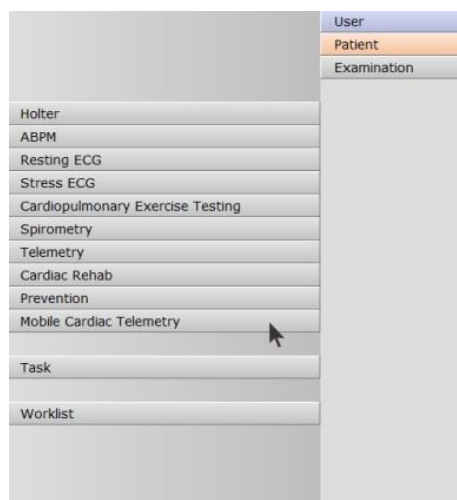 User
Patient
Examination
Holter
ABPM
Resting ECG
Stress ECG
Cardiopulmonary Exercise Testing
Spirometry
Telemetry
Cardiac Rehab
Prevention
Mobile Cardiac Telemetry
Task
Worklist